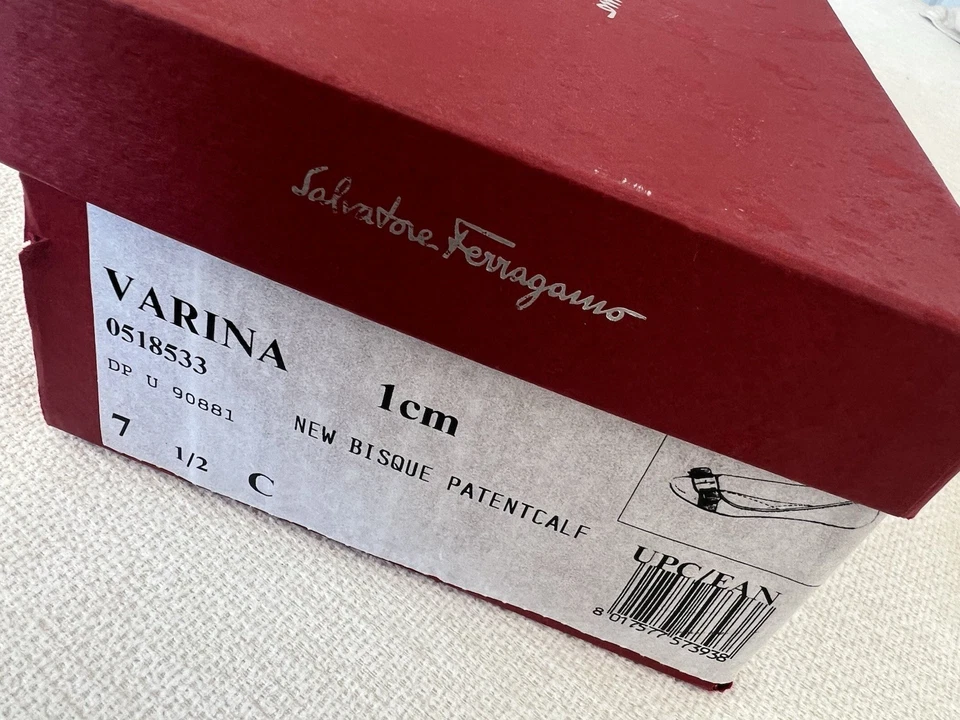 Salvatore Ferragamo
VARINA
0518533
DP U 90881
1cm
NEW BISQUE PATENTCALF
7 1/2 C
UPC/EAN
8 017577 573938